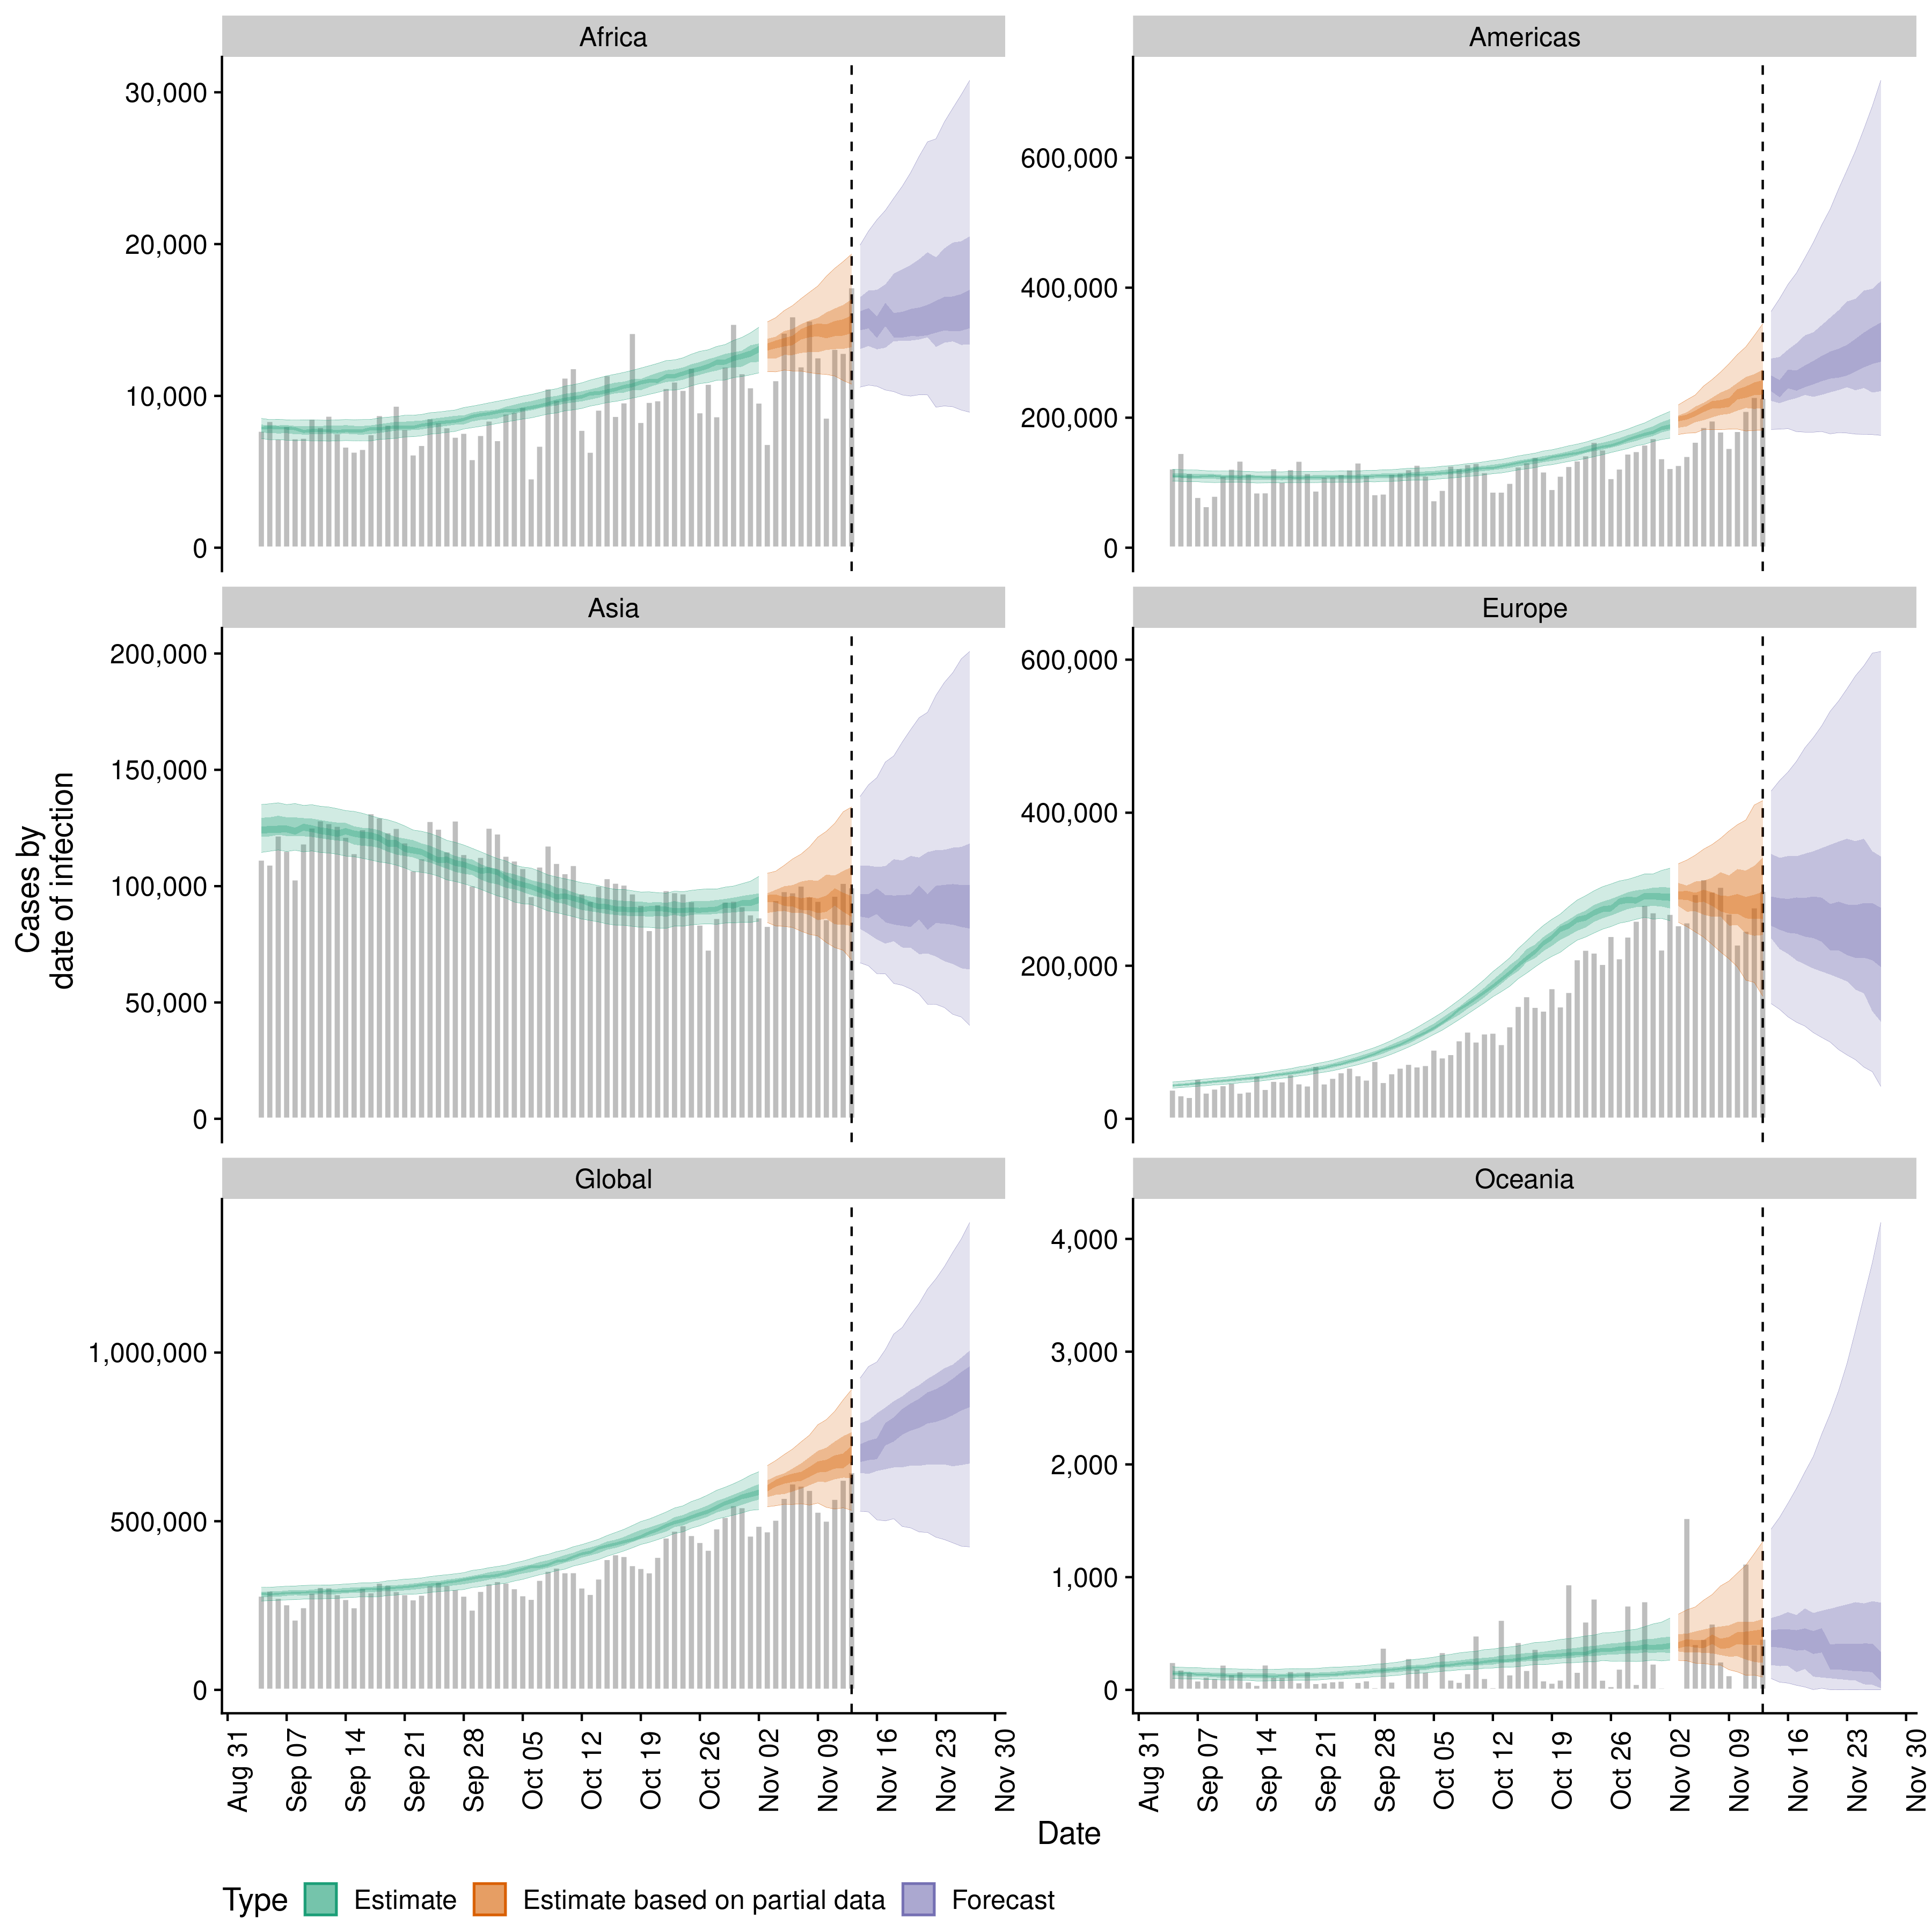 Africa
Americas
30,000
20,000
10,000
0
600,000
400,000
200,000
0
Asia
Europe
200,000
150,000
100,000
50,000
0
600,000
400,000
200,000
0
Cases by
date of infection
Global
Oceania
1,000,000
500,000
0
4,000
3,000
2,000
1,000
0
Aug 31
Sep 07
Sep 14
Sep 21
Sep 28
Oct 05
Oct 12
Oct 19
Oct 26
Nov 02
Nov 09
Nov 16
Nov 23
Nov 30
Aug 31
Sep 07
Sep 14
Sep 21
Sep 28
Oct 05
Oct 12
Oct 19
Oct 26
Nov 02
Nov 09
Nov 16
Nov 23
Nov 30
Date
Type Estimate Estimate based on partial data Forecast